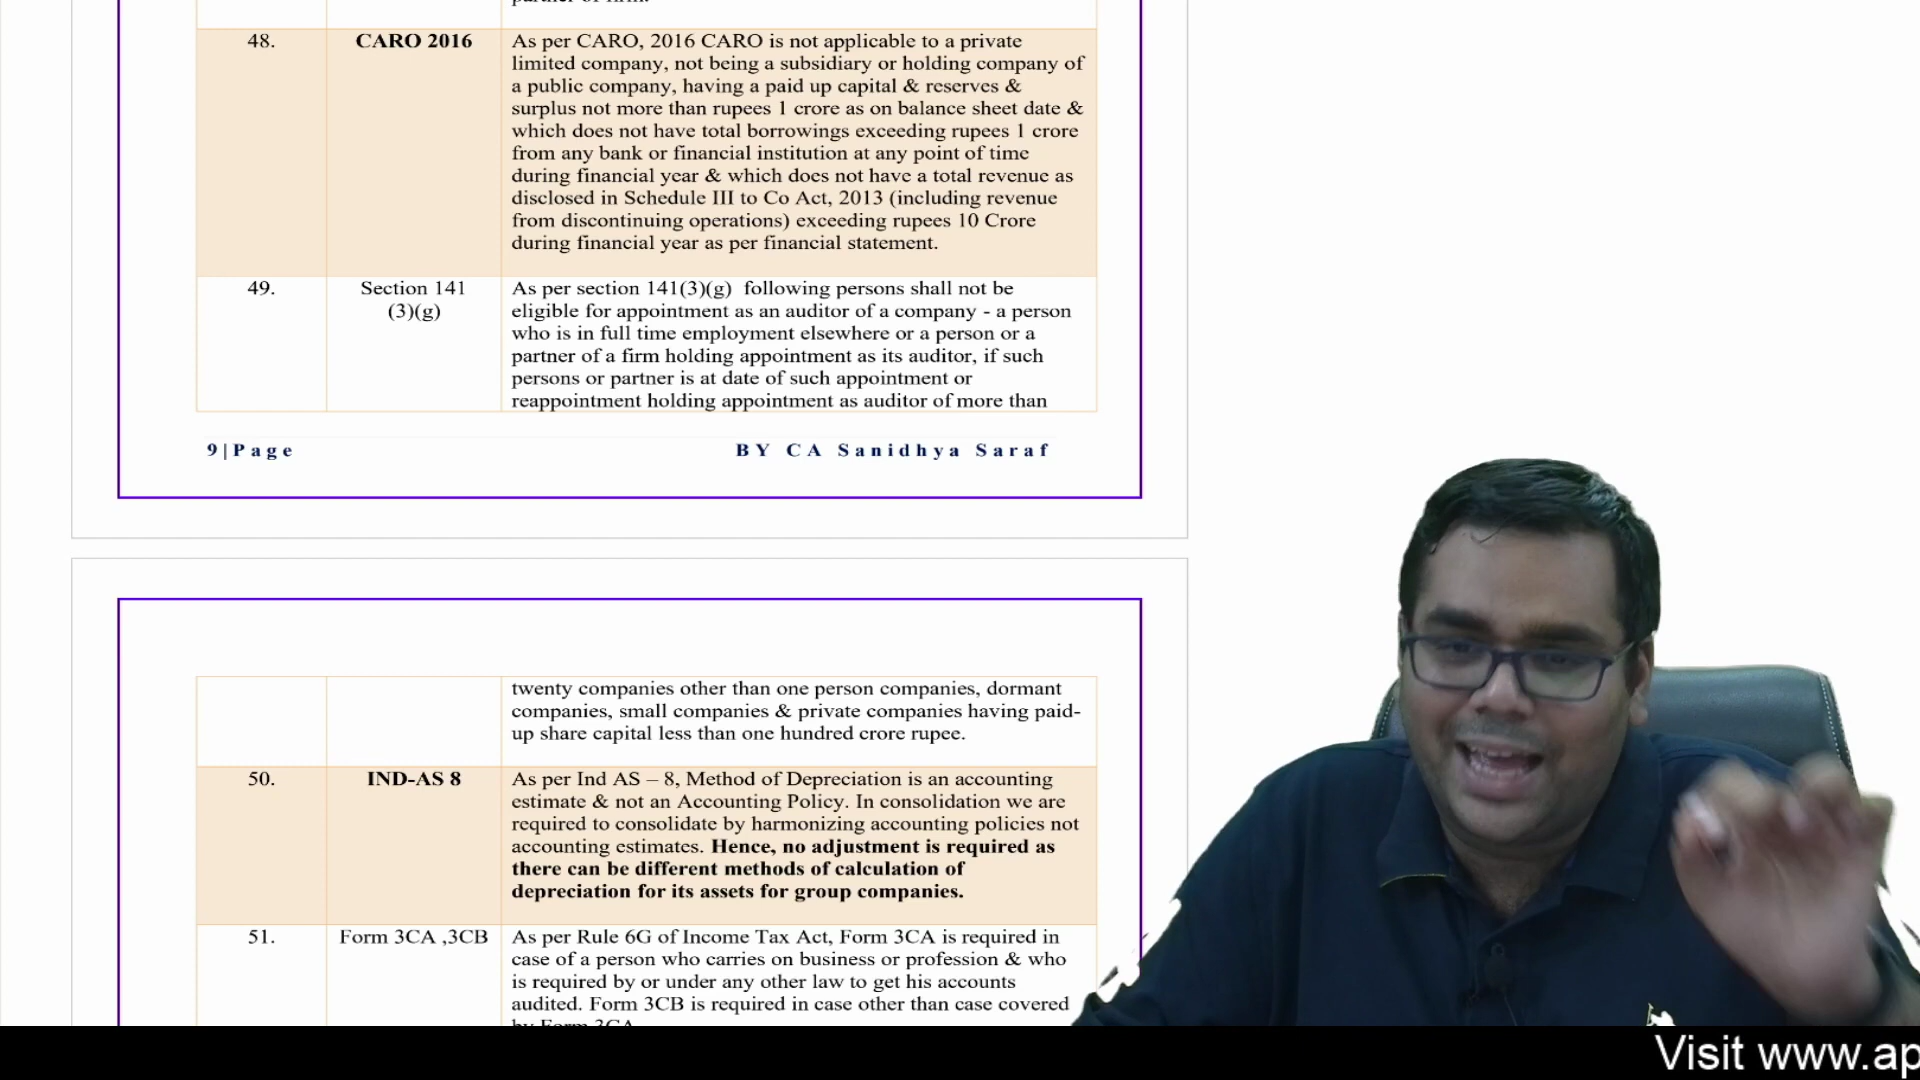 48.
CARO 2016
As per CARO, 2016 CARO is not applicable to a private
limited company, not being a subsidiary or holding company of
a public company, having a paid up capital & reserves &
surplus not more than rupees 1 crore as on balance sheet date &
which does not have total borrowings exceeding rupees 1 crore
from any bank or financial institution at any point of time
during financial year & which does not have a total revenue as
disclosed in Schedule III to Co Act, 2013 (including revenue
from discontinuing operations) exceeding rupees 10 Crore
during financial year as per financial statement.
49.
Section 141
(3)(g)
As per section 141(3)(g) following persons shall not be
eligible for appointment as an auditor of a company - a person
who is in full time employment elsewhere or a person or a
partner of a firm holding appointment as its auditor, if such
persons or partner is at date of such appointment or
reappointment holding appointment as auditor of more than
9|Page
BY CA Sanidhya Saraf
twenty companies other than one person companies, dormant
companies, small companies & private companies having paid-
up share capital less than one hundred crore rupee.
50.
IND-AS 8
As per Ind AS – 8, Method of Depreciation is an accounting
estimate & not an Accounting Policy. In consolidation we are
required to consolidate by harmonizing accounting policies not
accounting estimates. Hence, no adjustment is required as
there can be different methods of calculation of
depreciation for its assets for group companies.
51.
Form 3CA ,3CB
As per Rule 6G of Income Tax Act, Form 3CA is required in
case of a person who carries on business or profession & who
is required by or under any other law to get his accounts
audited. Form 3CB is required in case other than case covered
Visit www.ap